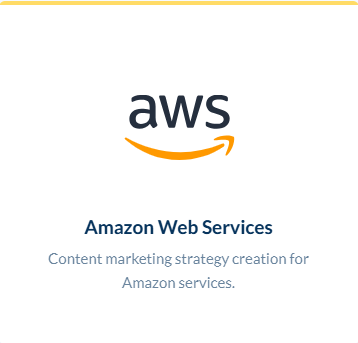 aws
Amazon Web Services
Content marketing strategy creation for
Amazon services.